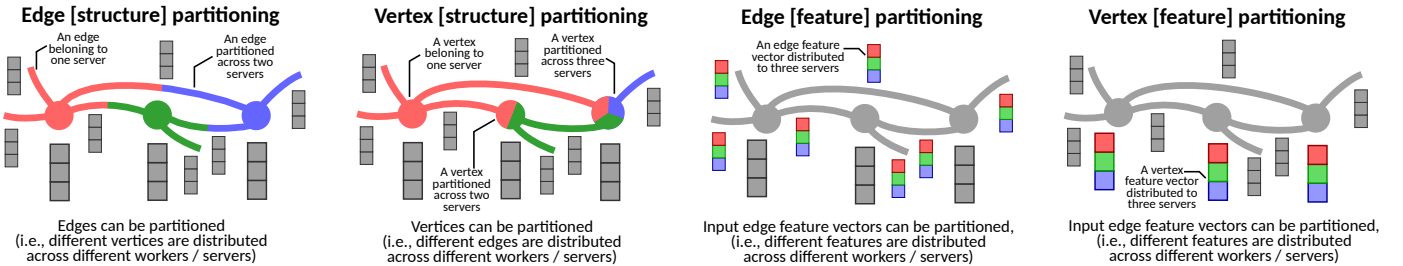 Edge [structure] partitioning
An edge
beloning to
one server
An edge
partitioned
across two
servers
Edges can be partitioned
(i.e., different vertices are distributed
across different workers / servers)
Vertex [structure] partitioning
A vertex
beloning to
one server
A vertex
partitioned
across three
servers
A vertex
partitioned
across two
servers
Vertices can be partitioned
(i.e., different edges are distributed
across different workers / servers)
Edge [feature] partitioning
An edge feature
vector distributed
to three servers
Input edge feature vectors can be partitioned,
(i.e., different features are distributed
across different workers / servers)
Vertex [feature] partitioning
A vertex
feature vector
distributed to
three servers
Input edge feature vectors can be partitioned,
(i.e., different features are distributed
across different workers / servers)